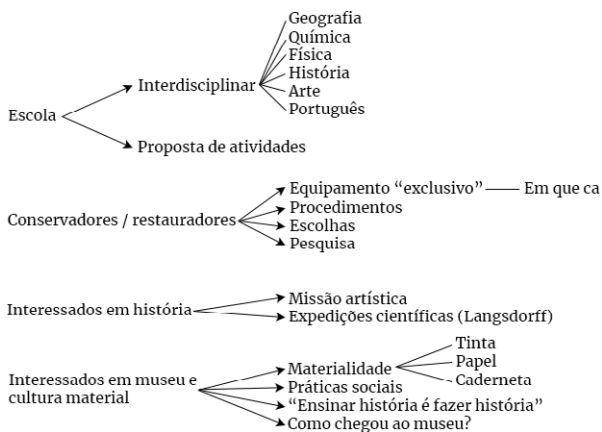 Geografia
Química
Física
Interdisciplinar
História
Arte
Português
Escola
Proposta de atividades
Equipamento “exclusivo”
Em que ca
Conservadores / restauradores
Procedimentos
Escolhas
Pesquisa
Interessados em história
Missão artística
Expedições científicas (Langsdorff)
Tinta
Materialidade
Papel
Caderneta
Interessados em museu e
cultura material
Práticas sociais
“Ensinar história é fazer história”
Como chegou ao museu?